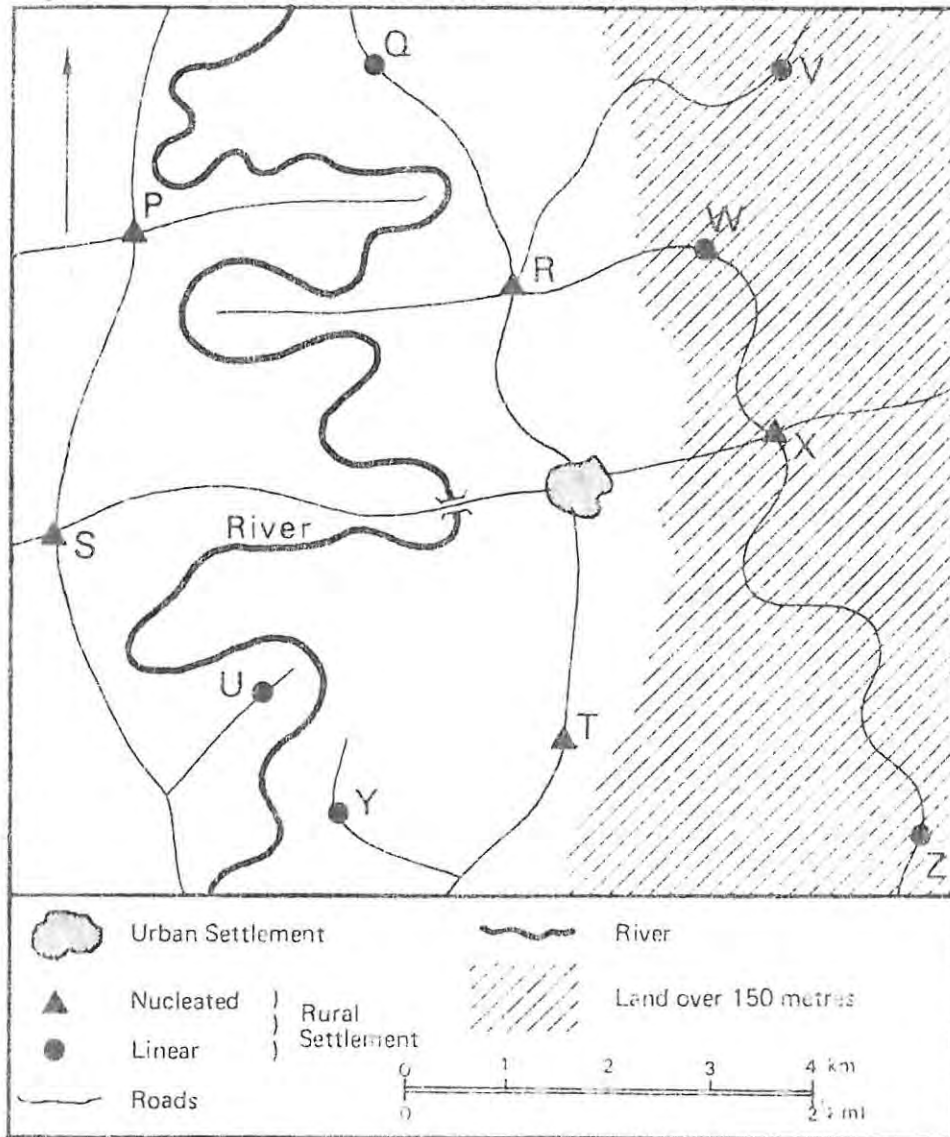 Q
V
P
W
R
X
River
S
U
T
Y
Z
Urban Settlement
River
Nucleated
Rural
Settlement
Land over 150 metres
Linear
Roads
0 1 2 3 4 km
0